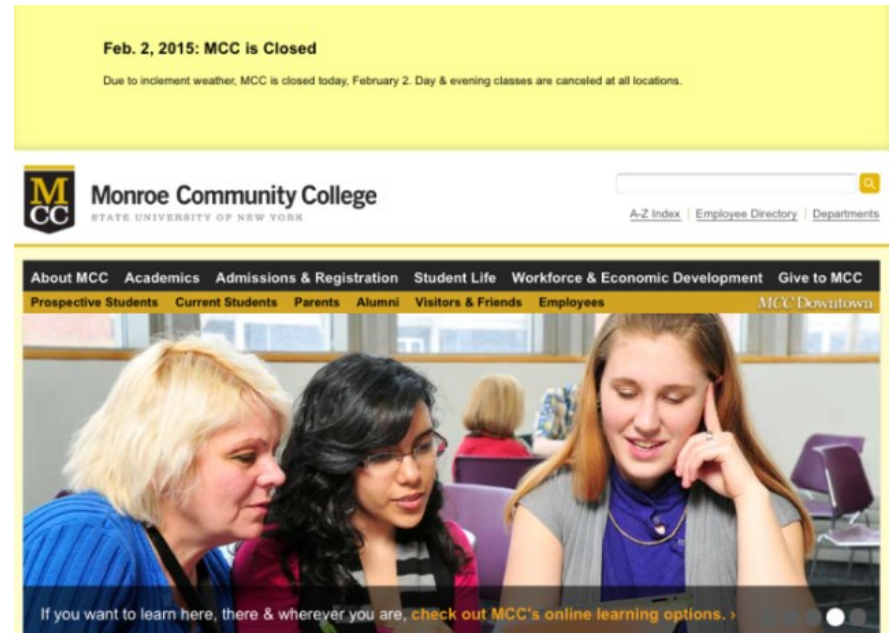 Feb. 2, 2015: MCC is Closed
Due to inclement weather, MCC is closed today, February 2. Day & evening classes are canceled at all locations.
MCC
Monroe Community College
STATE UNIVERSITY OF NEW YORK
A-Z Index | Employee Directory | Departments
About MCC Academics Admissions & Registration Student Life Workforce & Economic Development Give to MCC
Prospective Students Current Students Parents Alumni Visitors & Friends Employees MCC Downtown
If you want to learn here, there & wherever you are, check out MCC's online learning options. ›